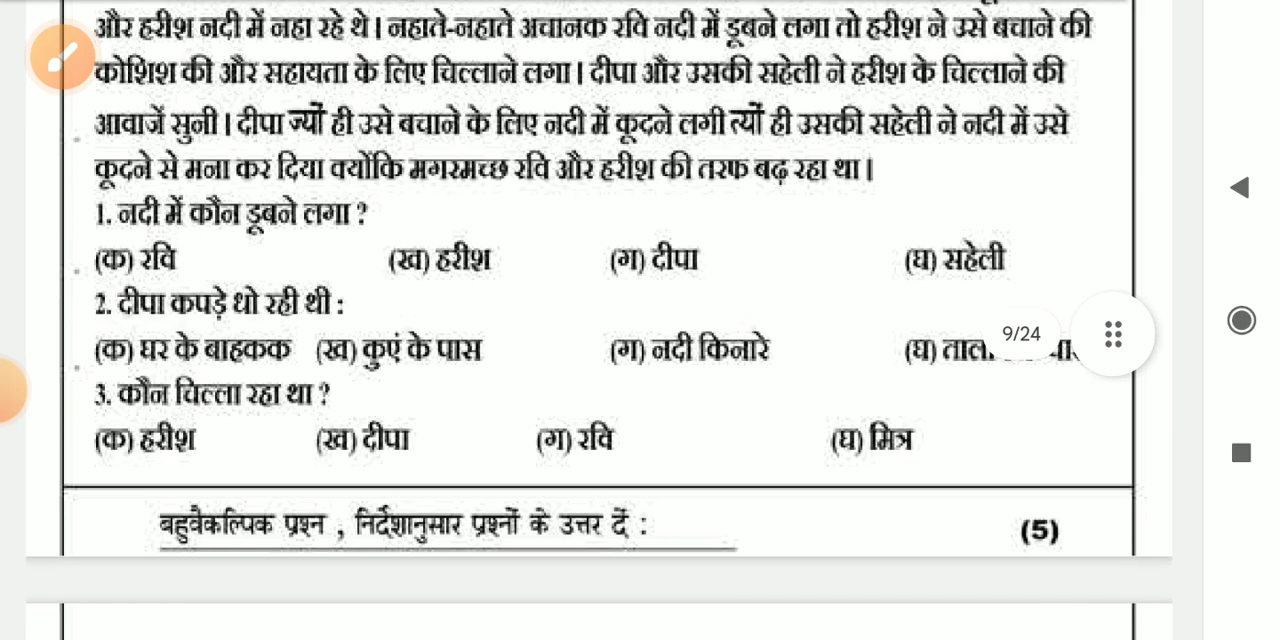 और हरीश नदी में नहा रहे थे। नहाते-नहाते अचानक रवि नदी में डूबने लगा तो हरीश ने उसे बचाने की
कोशिश की और सहायता के लिए चिल्लाने लगा। दीपा और उसकी सहेली ने हरीश के चिल्लाने की
आवाजें सुनी। दीपा ज्यों ही उसे बचाने के लिए नदी में कूदने लगी त्यों ही उसकी सहेली ने नदी में उसे
कूदने से मना कर दिया क्योंकि मगरमच्छ रवि और हरीश की तरफ बढ़ रहा था।
1. नदी में कौन डूबने लगा ?
(क) रवि (ख) हरीश (ग) दीपा (घ) सहेली
2. दीपा कपड़े धो रही थी :
(क) घर के बाहकक (ख) कुएं के पास (ग) नदी किनारे (घ)
9/24
3. कौन चिल्ला रहा था ?
(क) हरीश (ख) दीपा (ग) रवि (घ) मित्र
बहुवैकल्पिक प्रश्न , निर्देशानुसार प्रश्नों के उत्तर दें : (5)